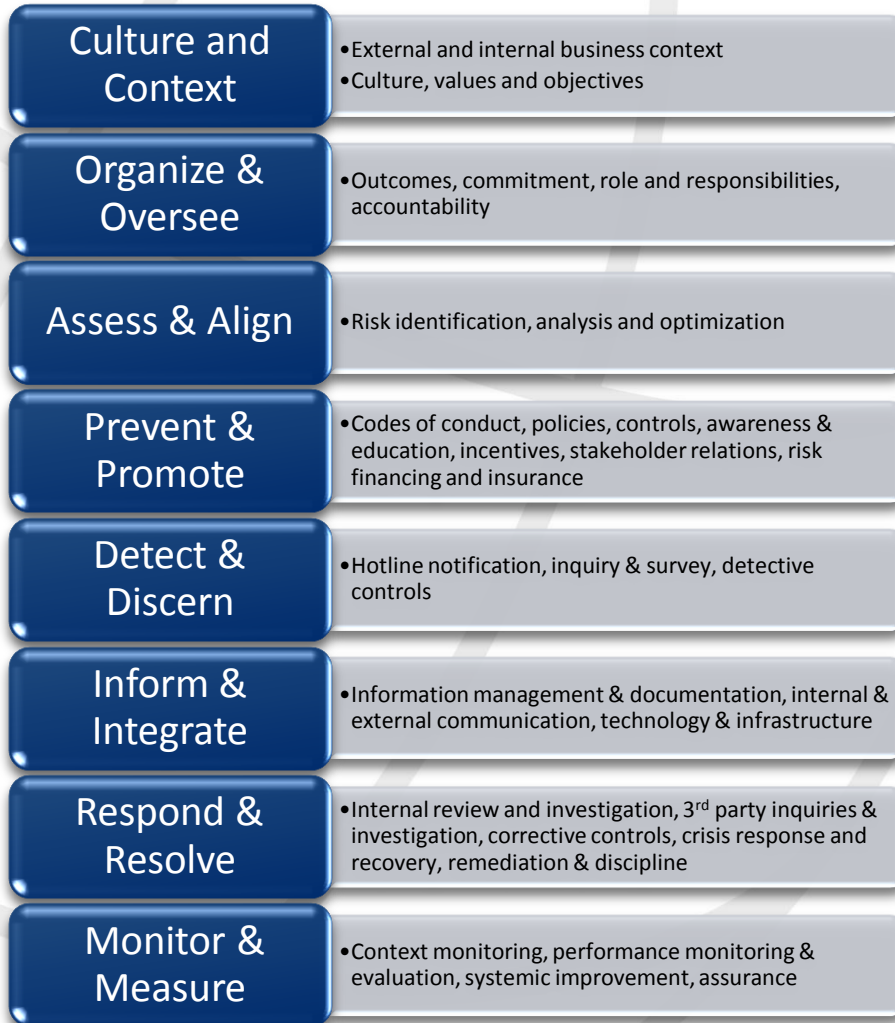 Culture and
Context
•External and internal business context
•Culture, values and objectives
Organize &
Oversee
•Outcomes, commitment, role and responsibilities,
accountability
Assess & Align
•Risk identification, analysis and optimization
Prevent &
Promote
•Codes of conduct, policies, controls, awareness &
education, incentives, stakeholder relations, risk
financing and insurance
Detect &
Discern
•Hotline notification, inquiry & survey, detective
controls
Inform &
Integrate
•Information management & documentation, internal &
external communication, technology & infrastructure
Respond &
Resolve
•Internal review and investigation, 3rd party inquiries &
investigation, corrective controls, crisis response and
recovery, remediation & discipline
Monitor &
Measure
•Context monitoring, performance monitoring &
evaluation, systemic improvement, assurance